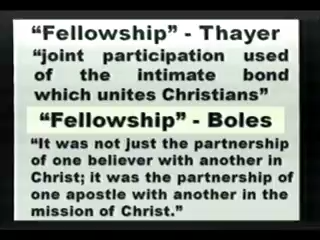 “Fellowship” - Thayer
“joint participation used
of the intimate bond
which unites Christians”
“Fellowship” - Boles
“It was not just the partnership
of one believer with another in
Christ; it was the partnership of
one apostle with another in the
mission of Christ.”